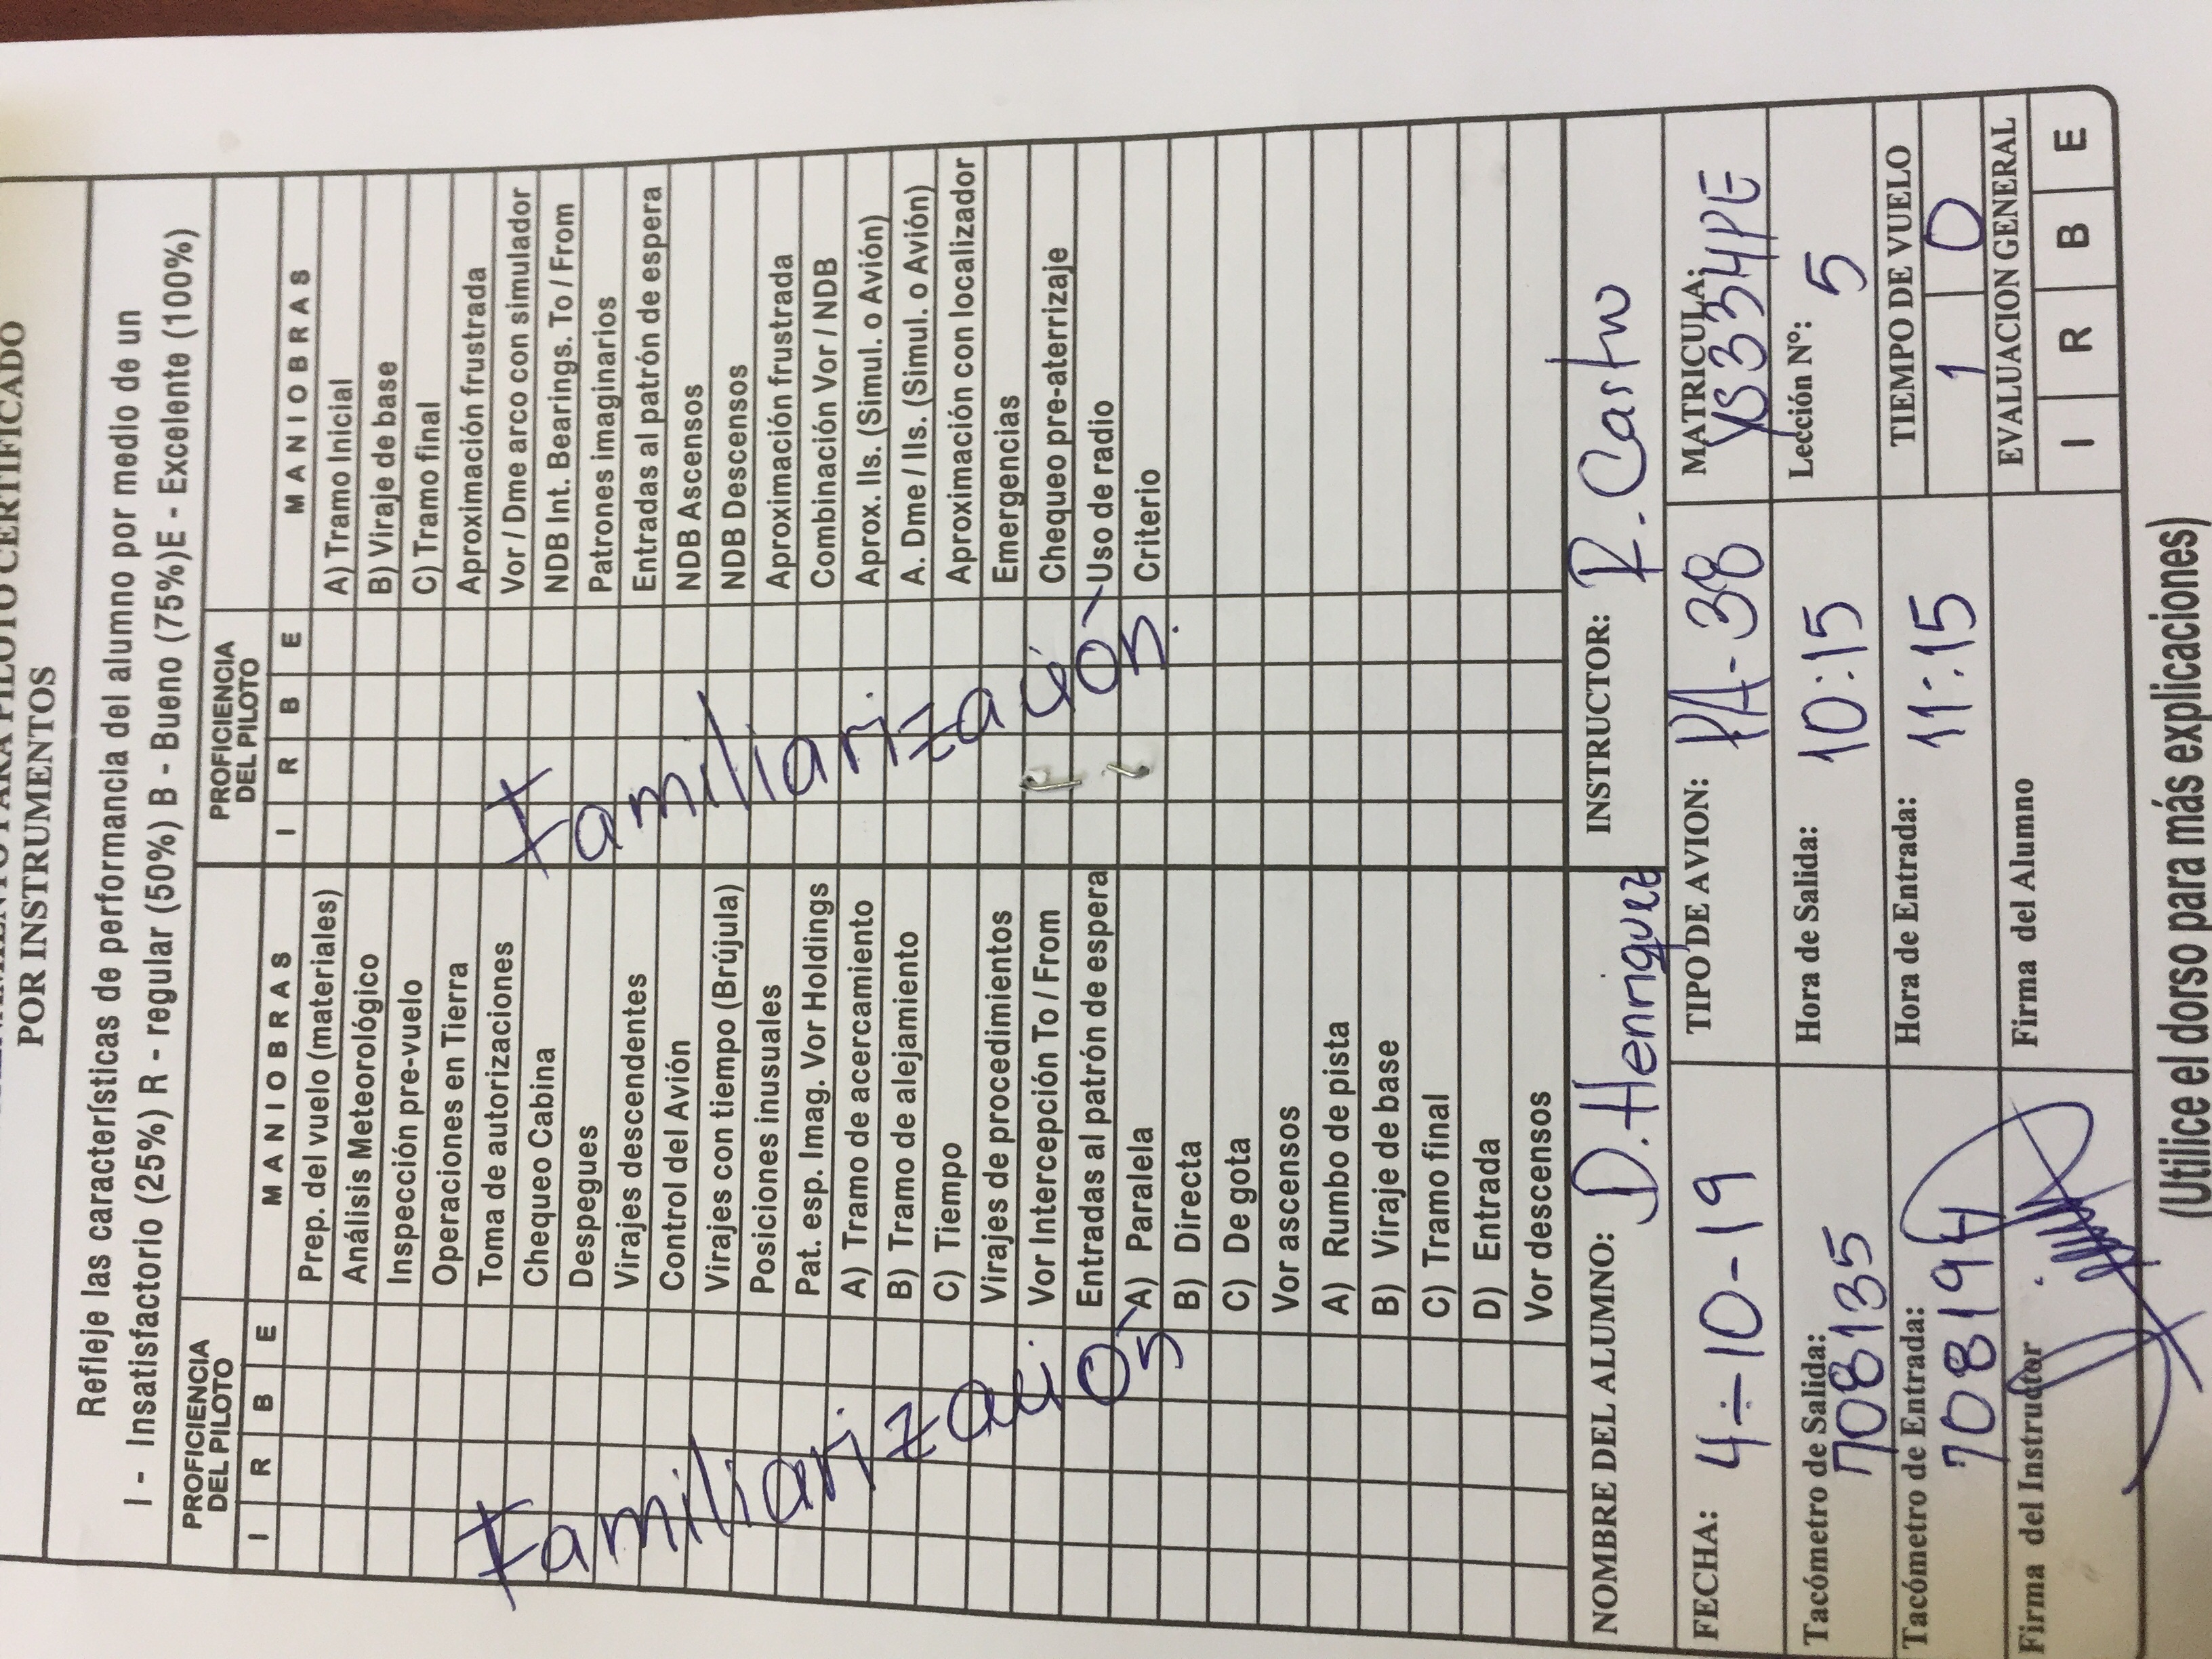 PARA PILOTO CERTIFICADO
POR INSTRUMENTOS
Refleje las características de performancia del alumno por medio de un
I - Insatisfactorio (25%) R - regular (50%) B - Bueno (75%)E - Excelente (100%)
PROFICIENCIA
DEL PILOTO
I R B E
MANIOBRAS
Prep. del vuelo (materiales)
Análisis Meteorológico
Inspección pre-vuelo
Operaciones en Tierra
Toma de autorizaciones
Chequeo Cabina
Despegues
Virajes descendentes
Control del Avión
Virajes con tiempo (Brújula)
Posiciones inusuales
Pat. esp. Imag. Vor Holdings
A) Tramo de acercamiento
B) Tramo de alejamiento
C) Tiempo
Virajes de procedimientos
Vor Intercepción To / From
Entradas al patrón de espera
A) Paralela
B) Directa
C) De gota
Vor ascensos
A) Rumbo de pista
B) Viraje de base
C) Tramo final
D) Entrada
Vor descensos
Familiarización
PROFICIENCIA
DEL PILOTO
I R B E
MANIOBRAS
A) Tramo Inicial
B) Viraje de base
C) Tramo final
Aproximación frustrada
Vor / Dme arco con simulador
NDB Int. Bearings. To / From
Patrones imaginarios
Entradas al patrón de espera
NDB Ascensos
NDB Descensos
Aproximación frustrada
Combinación Vor / NDB
Aprox. Ils. (Simul. o Avión)
A. Dme / Ils. (Simul. o Avión)
Aproximación con localizador
Emergencias
Chequeo pre-aterrizaje
Uso de radio
Criterio
Familiarización.
NOMBRE DEL ALUMNO: D. Henriquez
INSTRUCTOR: R. Castro
FECHA: 4-10-19
TIPO DE AVION: PA-38
MATRICULA: YS334PE
Tacómetro de Salida: 708135
Hora de Salida: 10:15
Lección Nº: 5
Tacómetro de Entrada: 708194
Hora de Entrada: 11:15
TIEMPO DE VUELO
1 0
Firma del Instructor
Firma del Alumno
EVALUACION GENERAL
I R B E
(Utilice el dorso para más explicaciones)